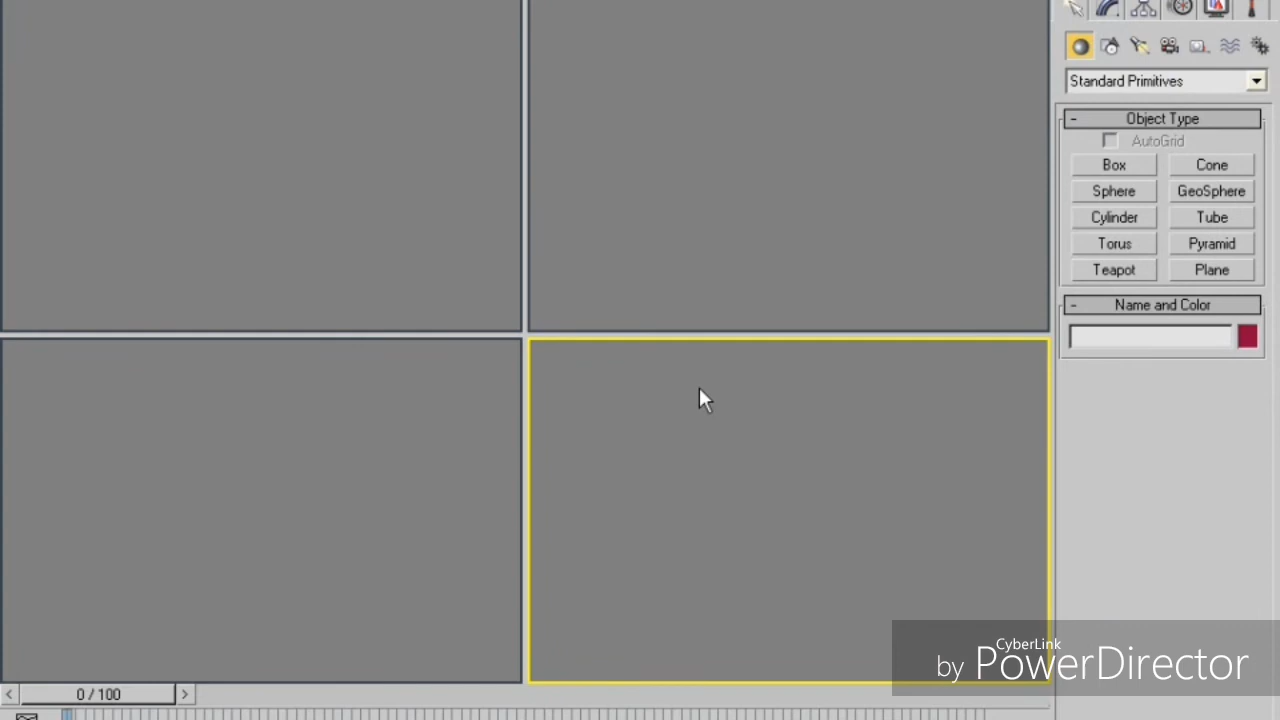 Standard Primitives
- Object Type
AutoGrid
Box Cone
Sphere GeoSphere
Cylinder Tube
Torus Pyramid
Teapot Plane
- Name and Color
CyberLink
by PowerDirector
< 0 / 100 >